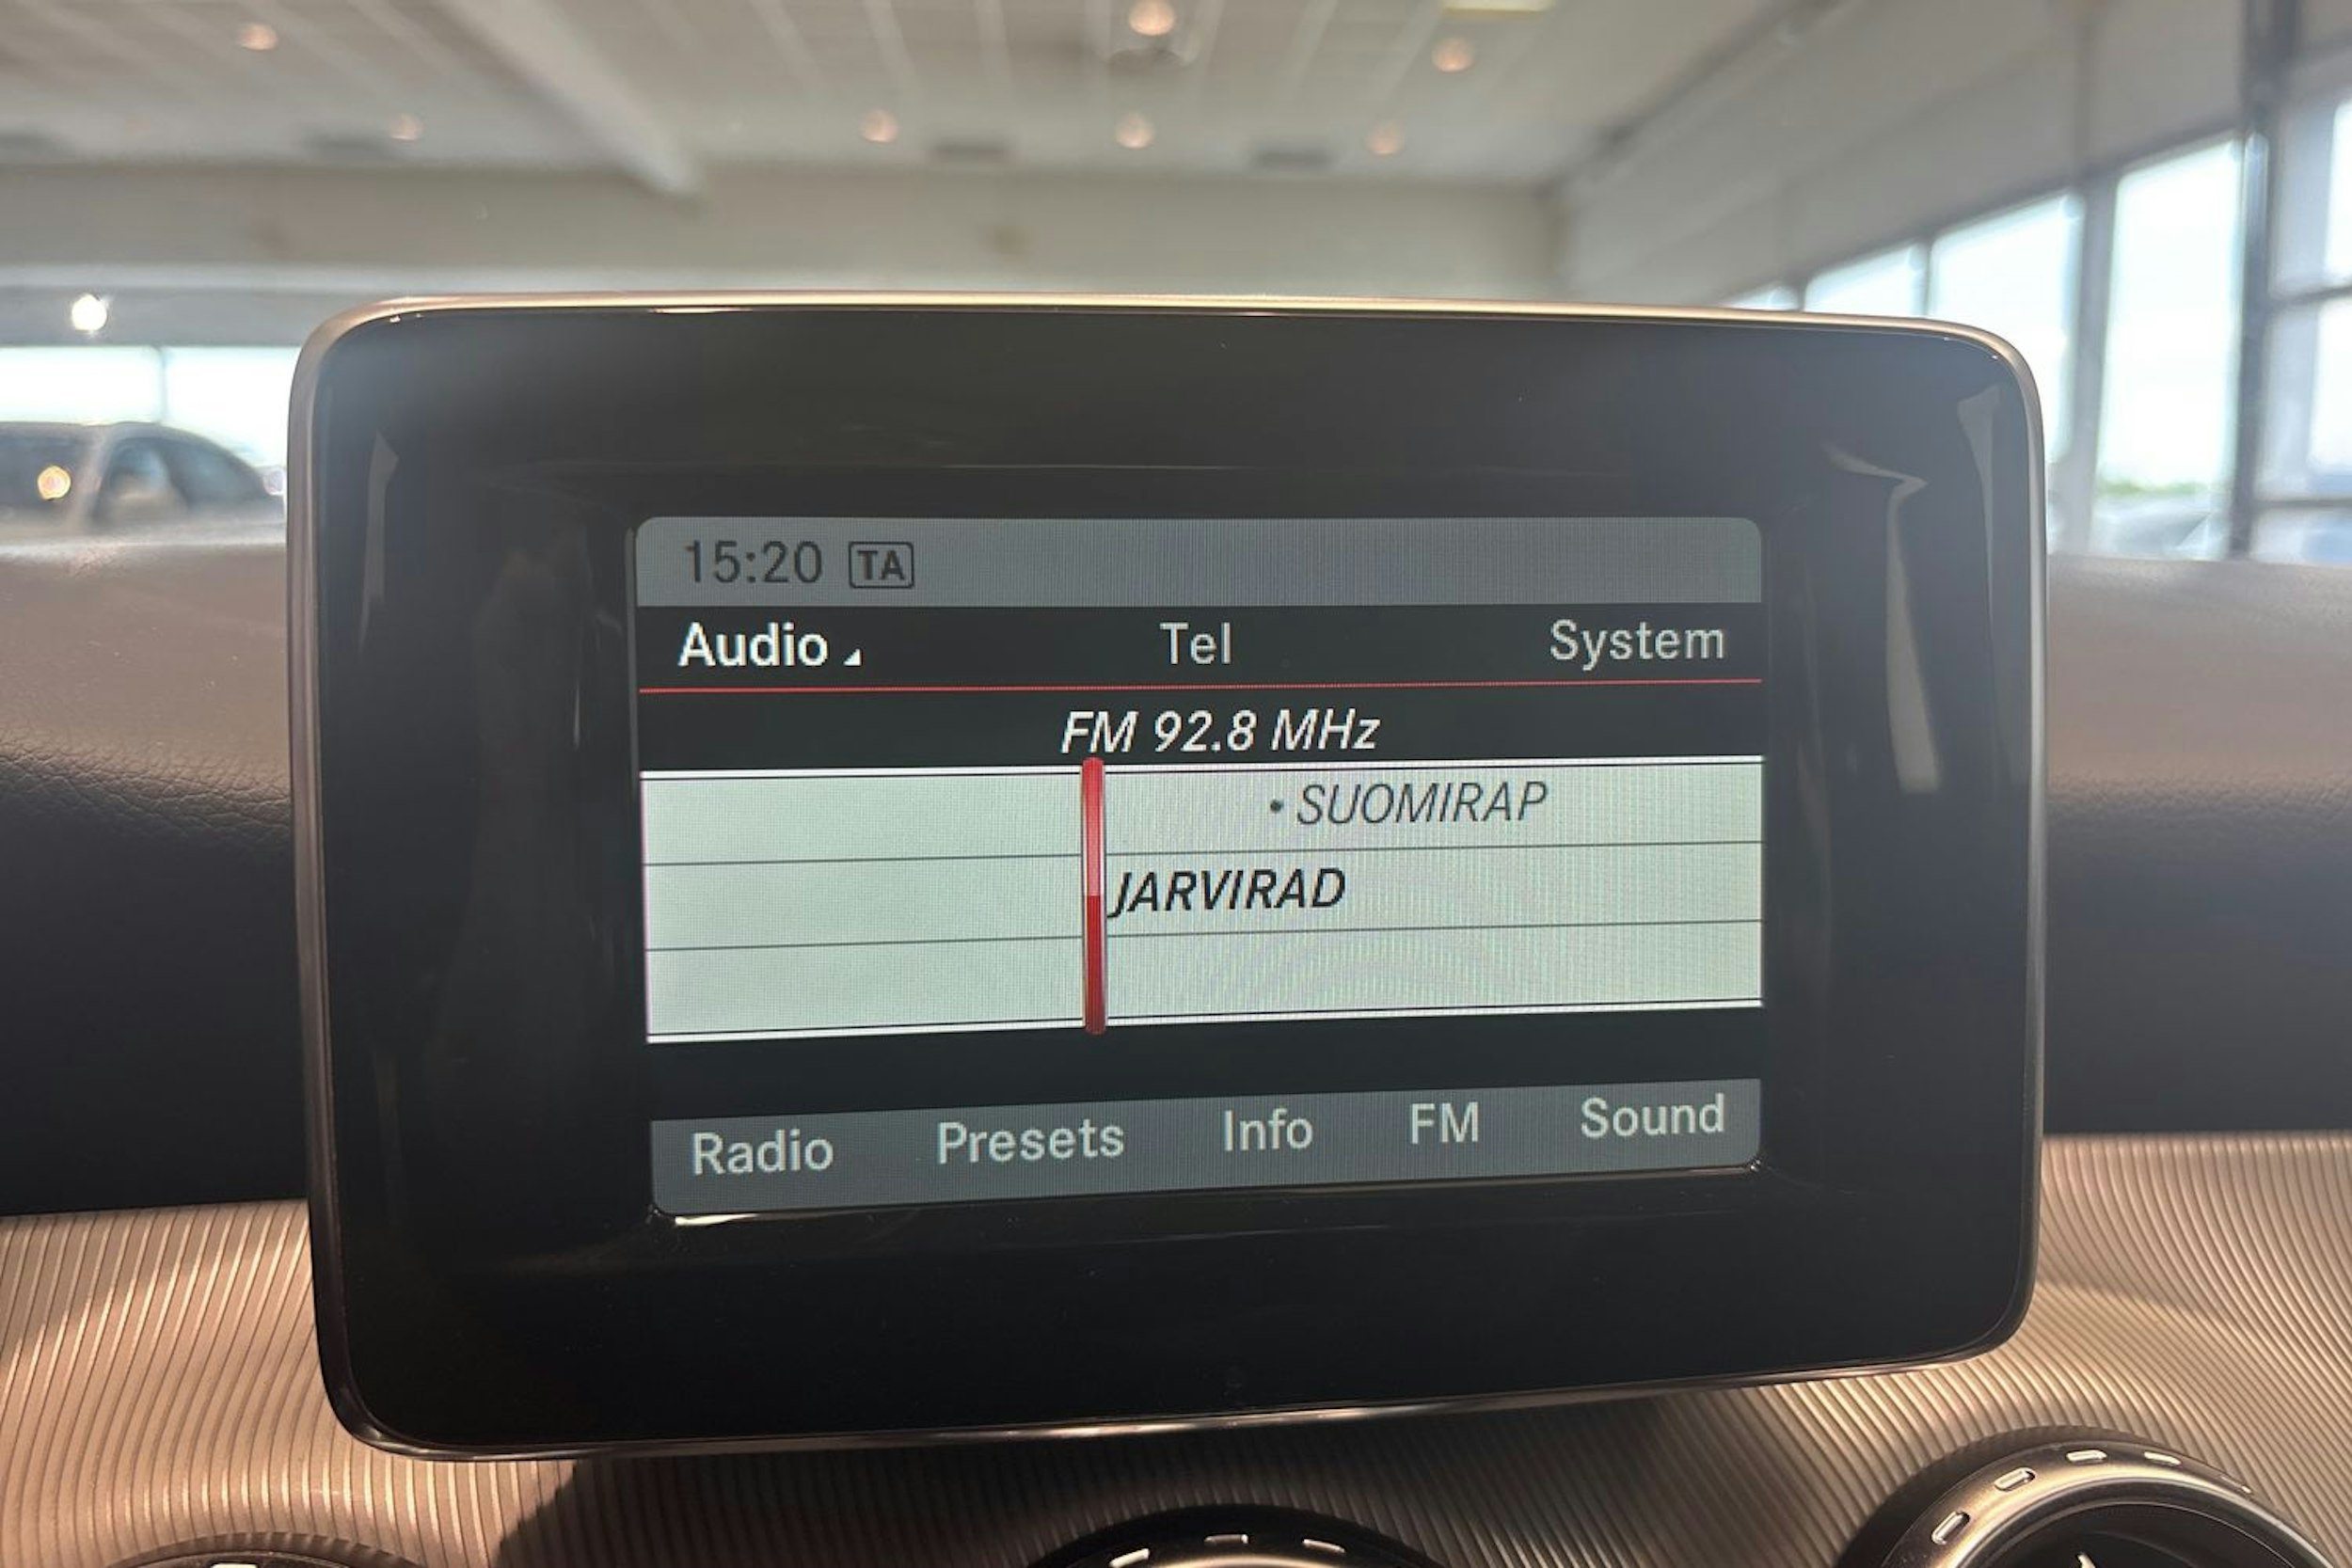 15:20 TA
Audio Tel System
FM 92.8 MHz
• SUOMIRAP
JARVIRAD
Radio Presets Info FM Sound